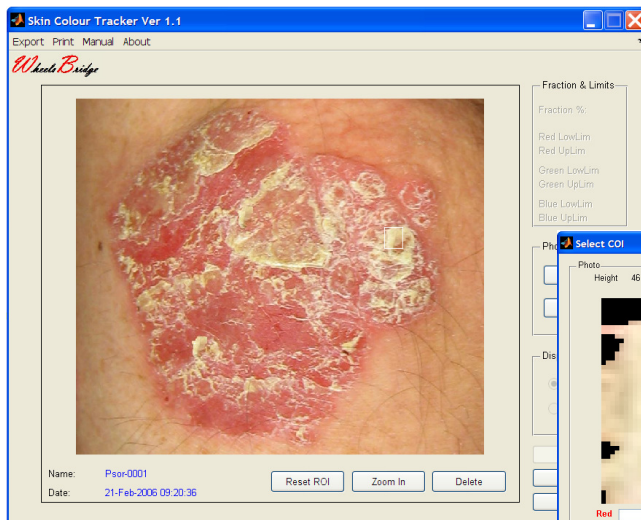 Skin Colour Tracker Ver 1.1
Export Print Manual About
WheelsBridge
Fraction & Limits
Fraction %
Red LowLim
Red UpLim
Green LowLim
Green UpLim
Blue LowLim
Blue UpLim
Select COI
Photo
Height 46
Name: Psor-0001
Date: 21-Feb-2006 09:20:36
Reset ROI
Zoom In
Delete
Red